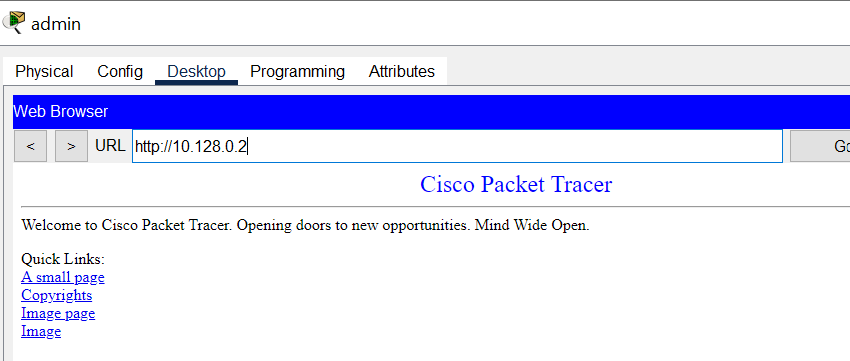 admin
Physical Config Desktop Programming Attributes
Web Browser
< > URL http://10.128.0.2 Go
Cisco Packet Tracer
Welcome to Cisco Packet Tracer. Opening doors to new opportunities. Mind Wide Open.
Quick Links:
A small page
Copyrights
Image page
Image